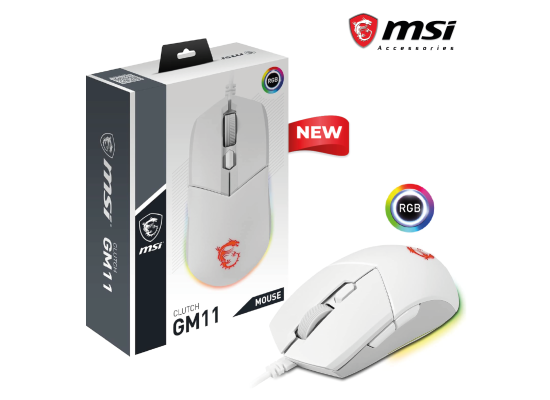 msi
Accessories
RGB
NEW
msi
CLUTCH
GM11
msi
CLUTCH
GM11
MOUSE
RGB